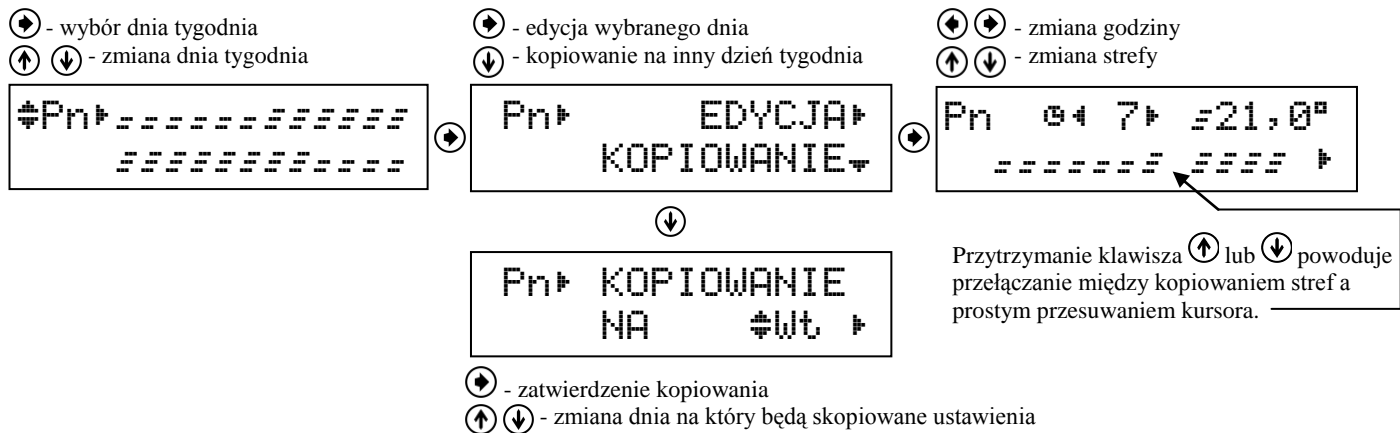 - wybór dnia tygodnia
- zmiana dnia tygodnia
- edycja wybranego dnia
- kopiowanie na inny dzień tygodnia
- zmiana godziny
- zmiana strefy
Pn
Pn EDYCJA
KOPIOWANIE
Pn 7 21,0°
Pn KOPIOWANIE
NA Wt
Przytrzymanie klawisza lub powoduje
przełączanie między kopiowaniem stref a
prostym przesuwaniem kursora.
- zatwierdzenie kopiowania
- zmiana dnia na który będą skopiowane ustawienia